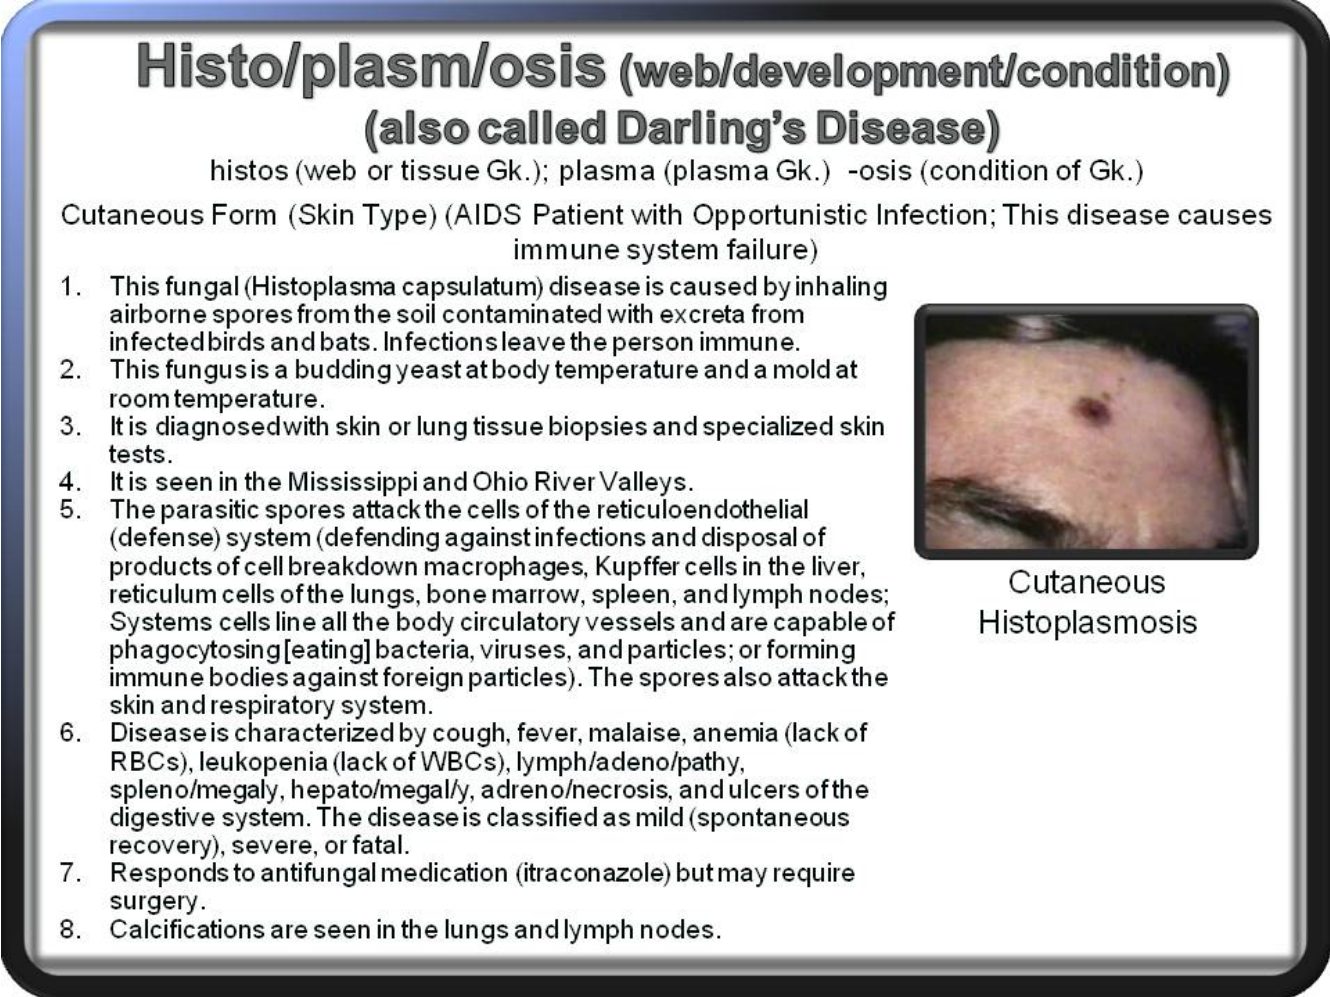 Histo/plasm/osis (web/development/condition)
(also called Darling's Disease)
histos (web or tissue Gk.); plasma (plasma Gk.) -osis (condition of Gk.)
Cutaneous Form (Skin Type) (AIDS Patient with Opportunistic Infection; This disease causes
immune system failure)
1. This fungal (Histoplasma capsulatum) disease is caused by inhaling
airborne spores from the soil contaminated with excreta from
infected birds and bats. Infections leave the person immune.
2. This fungus is a budding yeast at body temperature and a mold at
room temperature.
3. It is diagnosed with skin or lung tissue biopsies and specialized skin
tests.
4. It is seen in the Mississippi and Ohio River Valleys.
5. The parasitic spores attack the cells of the reticuloendothelial
(defense) system (defending against infections and disposal of
products of cell breakdown macrophages, Kupffer cells in the liver,
reticulum cells of the lungs, bone marrow, spleen, and lymph nodes;
Systems cells line all the body circulatory vessels and are capable of
phagocytosing [eating] bacteria, viruses, and particles; or forming
immune bodies against foreign particles). The spores also attack the
skin and respiratory system.
6. Disease is characterized by cough, fever, malaise, anemia (lack of
RBCs), leukopenia (lack of WBCs), lymph/adeno/pathy,
spleno/megaly, hepato/megal/y, adreno/necrosis, and ulcers of the
digestive system. The disease is classified as mild (spontaneous
recovery), severe, or fatal.
7. Responds to antifungal medication (itraconazole) but may require
surgery.
8. Calcifications are seen in the lungs and lymph nodes.
Cutaneous
Histoplasmosis